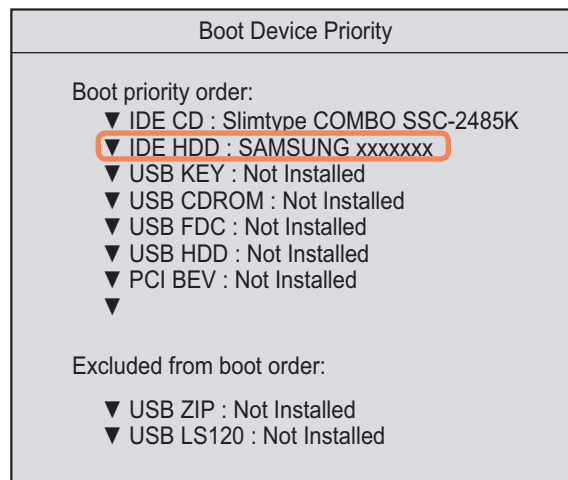 Boot Device Priority
Boot priority order:
▼ IDE CD : Slimtype COMBO SSC-2485K
▼ IDE HDD : SAMSUNG xxxxxxx
▼ USB KEY : Not Installed
▼ USB CDROM : Not Installed
▼ USB FDC : Not Installed
▼ USB HDD : Not Installed
▼ PCI BEV : Not Installed
▼
Excluded from boot order:
▼ USB ZIP : Not Installed
▼ USB LS120 : Not Installed